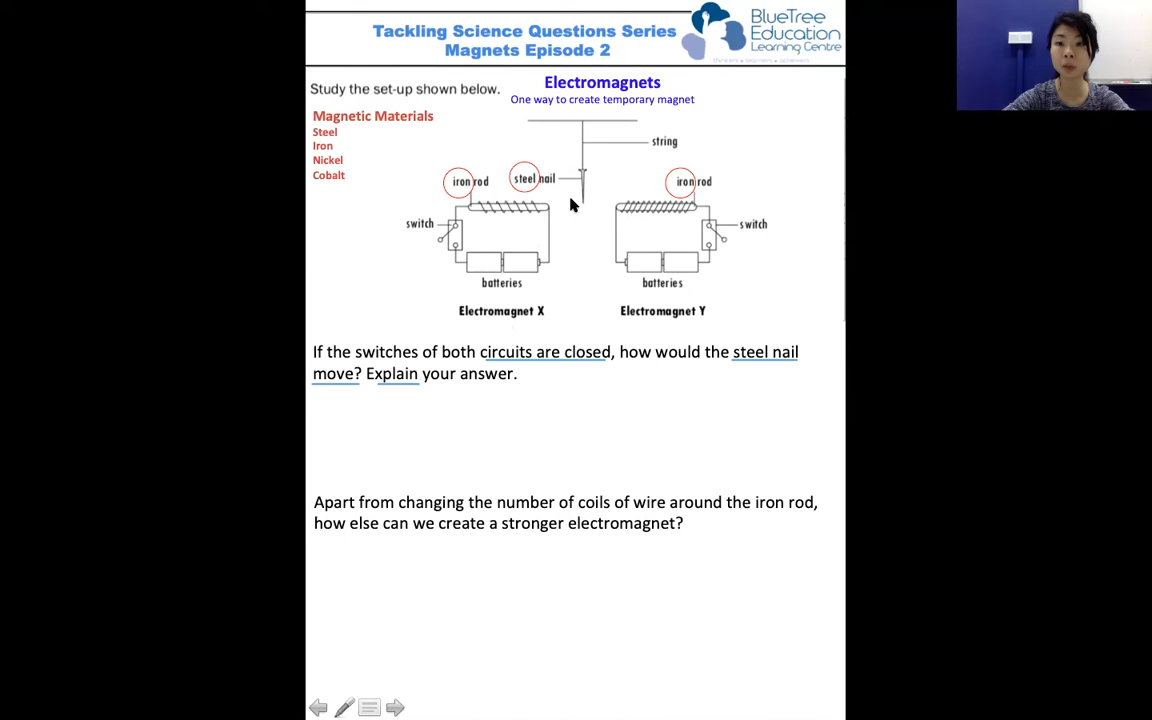 Tackling Science Questions Series
Magnets Episode 2
BlueTree
Education
Learning Centre
Study the set-up shown below.
Electromagnets
One way to create temporary magnet
Magnetic Materials
Steel
Iron
Nickel
Cobalt
string
iron rod
steel nail
iron rod
switch
switch
batteries
batteries
Electromagnet X
Electromagnet Y
If the switches of both circuits are closed, how would the steel nail
move? Explain your answer.
Apart from changing the number of coils of wire around the iron rod,
how else can we create a stronger electromagnet?